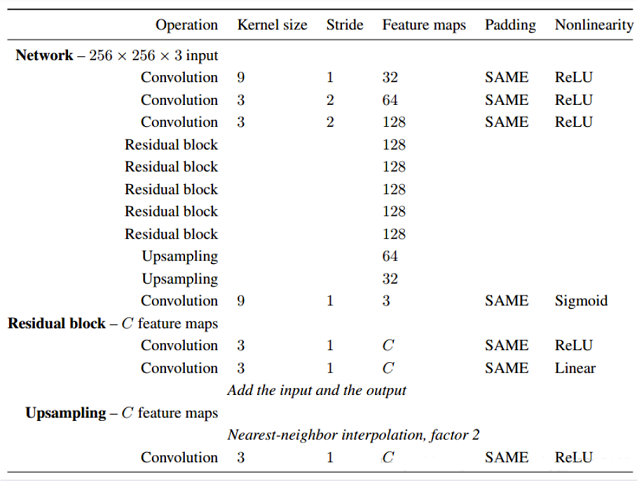 Operation Kernel size Stride Feature maps Padding Nonlinearity
Network – 256 × 256 × 3 input
Convolution 9 1 32 SAME ReLU
Convolution 3 2 64 SAME ReLU
Convolution 3 2 128 SAME ReLU
Residual block 128
Residual block 128
Residual block 128
Residual block 128
Residual block 128
Upsampling 64
Upsampling 32
Convolution 9 1 3 SAME Sigmoid
Residual block – C feature maps
Convolution 3 1 C SAME ReLU
Convolution 3 1 C SAME Linear
Add the input and the output
Upsampling – C feature maps
Nearest-neighbor interpolation, factor 2
Convolution 3 1 C SAME ReLU